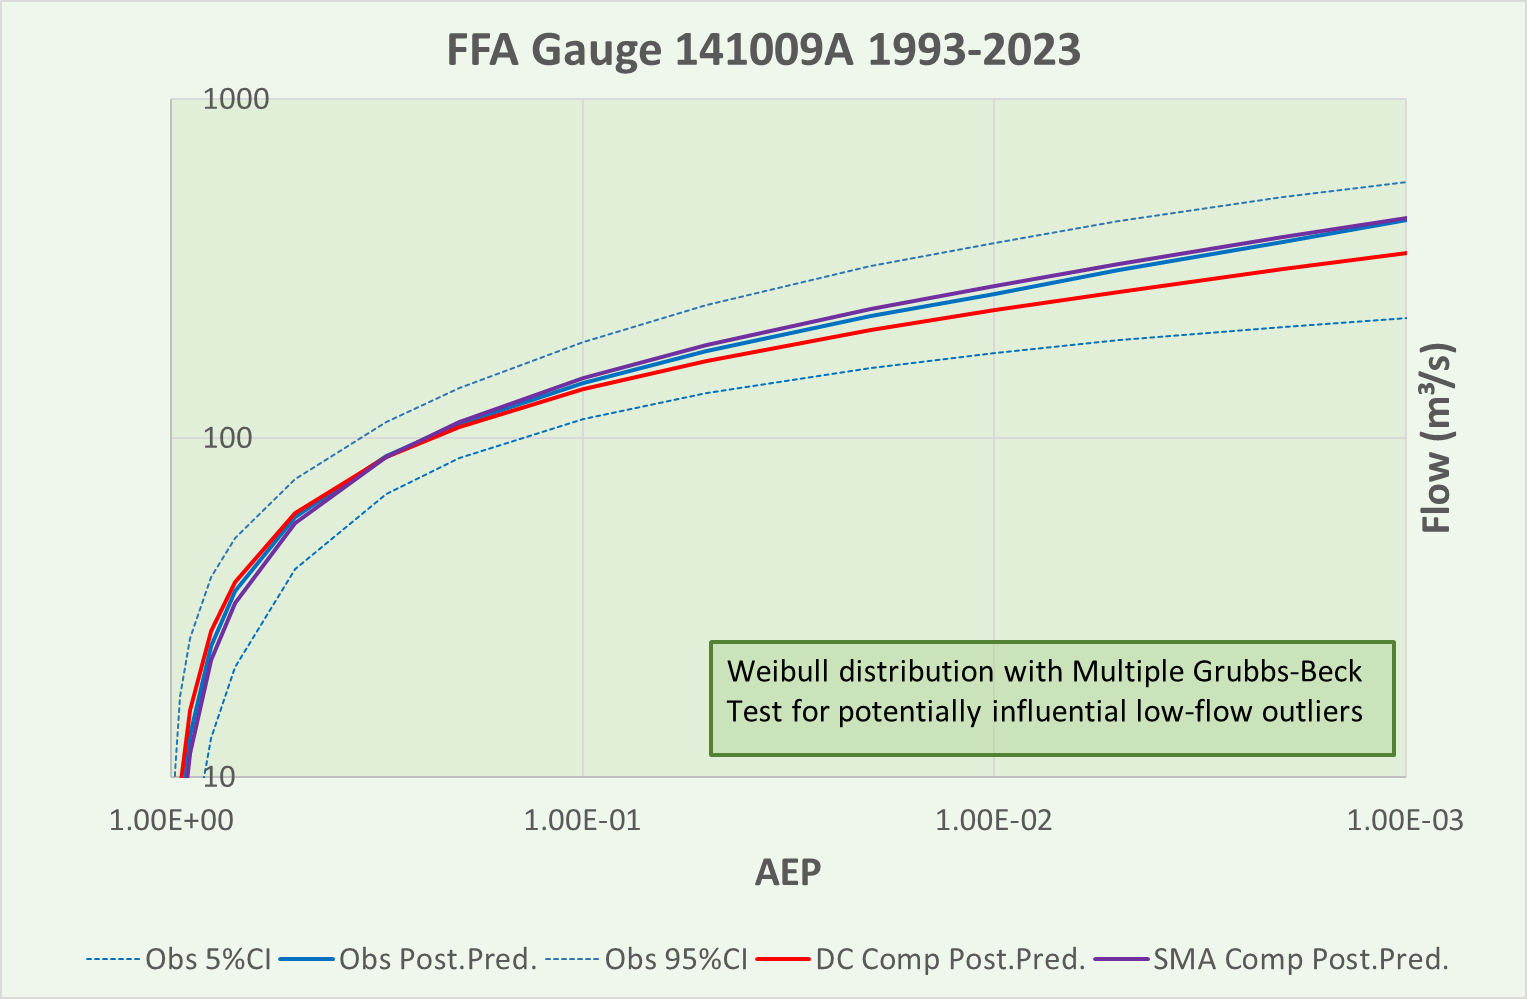 FFA Gauge 141009A 1993-2023
1000
100
10
Flow (m³/s)
Weibull distribution with Multiple Grubbs-Beck
Test for potentially influential low-flow outliers
1.00E+00 1.00E-01 1.00E-02 1.00E-03
AEP
Obs 5%CI Obs Post.Pred. Obs 95%CI DC Comp Post.Pred. SMA Comp Post.Pred.